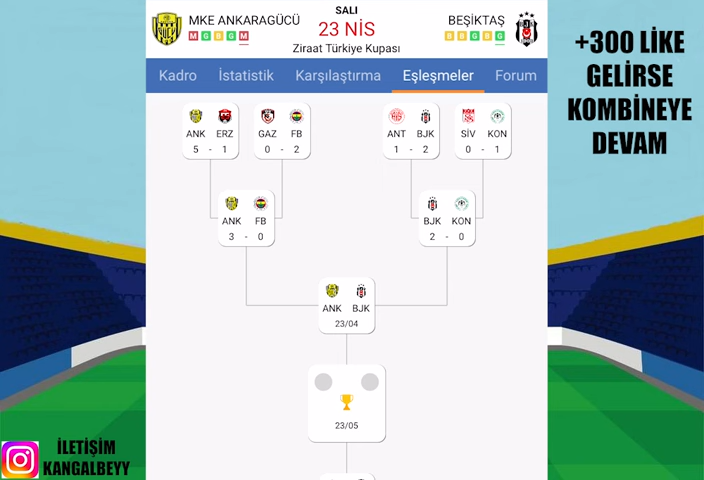 MKE ANKARAGÜCÜ
M G B G M
SALI
23 NİS
Ziraat Türkiye Kupası
BEŞİKTAŞ
B B G B G
Kadro İstatistik Karşılaştırma Eşleşmeler Forum
ANK ERZ GAZ FB ANT BJK SİV KON
5 - 1 0 - 2 1 - 2 0 - 1
ANK FB BJK KON
3 - 0 2 - 0
ANK BJK
23/04
23/05
+300 LİKE
GELİRSE
KOMBİNEYE
DEVAM
İLETİŞİM
KANGALBEYY